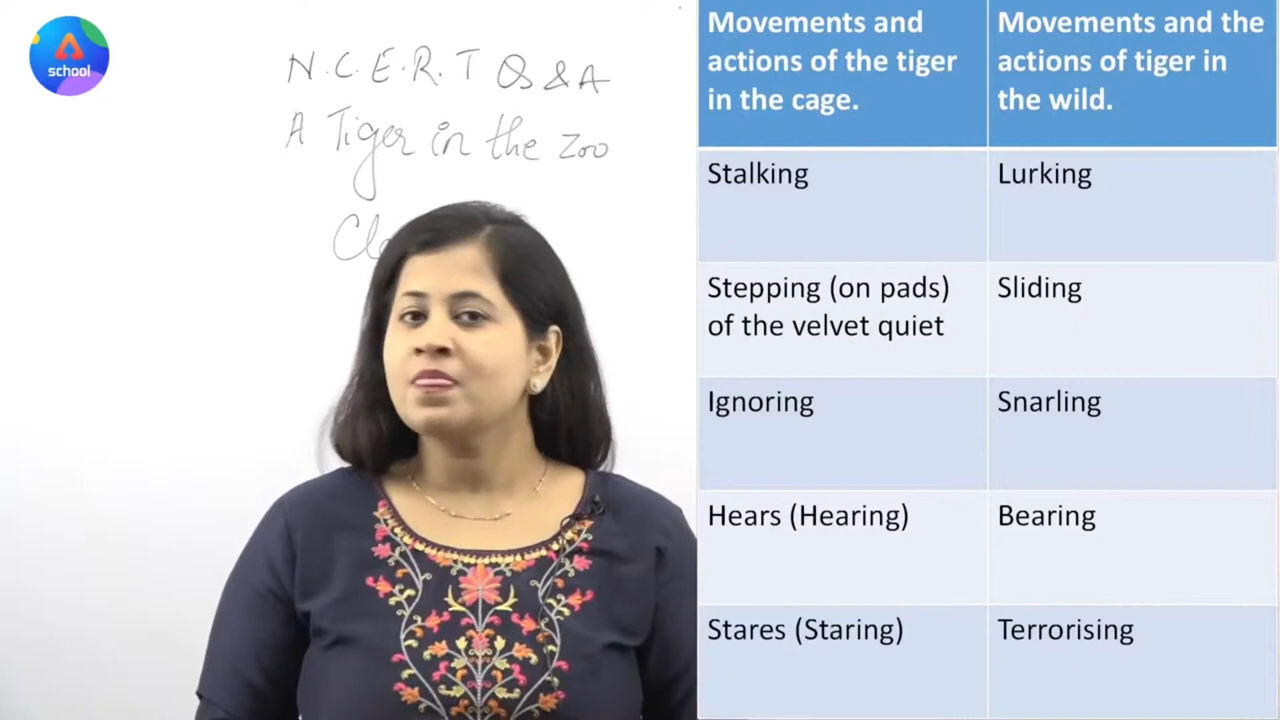 A
school
N.C.E.R.T Qs & A
A Tiger in the Zoo
Movements and
actions of the tiger
in the cage.
Movements and the
actions of tiger in
the wild.
Stalking
Lurking
Stepping (on pads)
of the velvet quiet
Sliding
Ignoring
Snarling
Hears (Hearing)
Bearing
Stares (Staring)
Terrorising